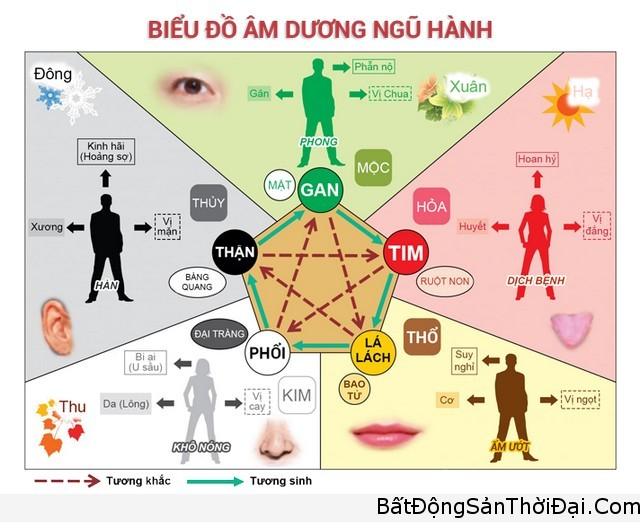 BIỂU ĐỒ ÂM DƯƠNG NGŨ HÀNH
Đông
Kinh hãi
(Hoảng sợ)
Xương
Vị
mặn
HÀN
THỦY
Gân
Phẫn nộ
Vị Chua
Xuân
PHONG
MỘC
MẬT
GAN
Hạ
Hoan hỷ
Huyết
Vị
đắng
DỊCH BỆNH
HỎA
THẬN
TIM
BÀNG
QUANG
RUỘT NON
ĐẠI TRÀNG
PHỔI
LÁ
LÁCH
THỔ
BAO
TỬ
Thu
Bi ai
(U sầu)
Da (Lông)
Vị
cay
KIM
KHÔ NÓNG
Suy
nghĩ
Cơ
Vị ngọt
ẨM ƯỚT
Tương khắc
Tương sinh
BấtĐộngSảnThờiĐại.Com